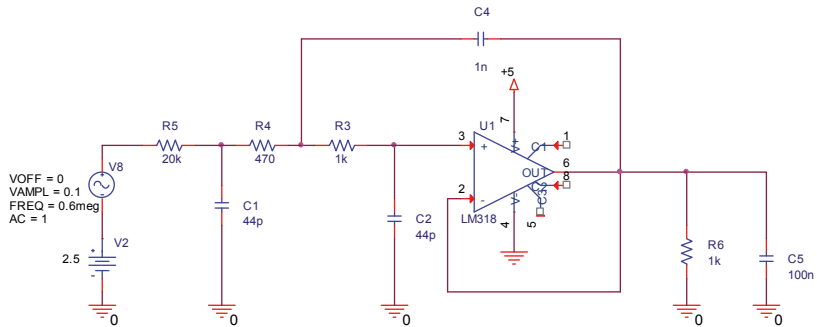 C4
1n
+5
R5
20k
R4
470
R3
1k
U1
7
V+
3
+
C1
1
6
OUT
8
2
-
V-
LM318
4
5
V8
VOFF = 0
VAMPL = 0.1
FREQ = 0.6meg
AC = 1
C1
44p
C2
44p
V2
+
2.5
-
R6
1k
C5
100n
0
0
0
0
0
0